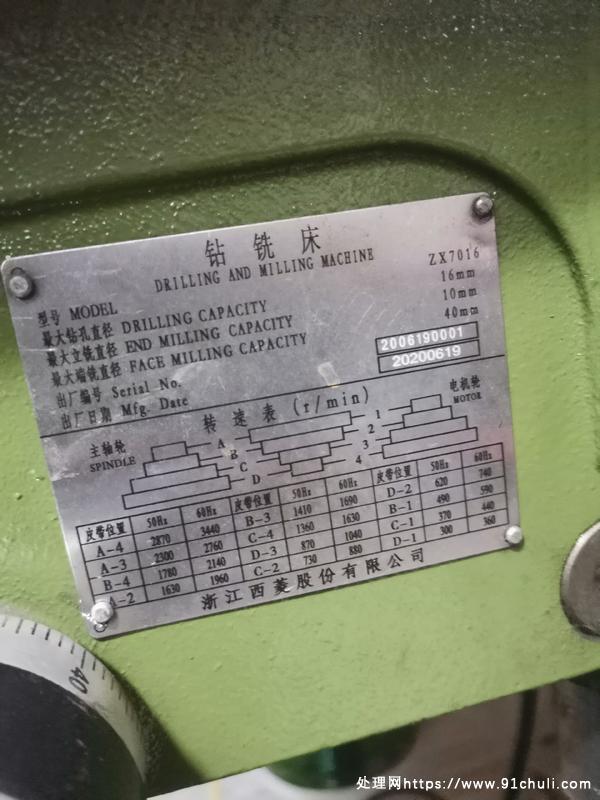 钻铣床
DRILLING AND MILLING MACHINE
型号 MODEL ZX7016
最大钻孔直径 DRILLING CAPACITY 16mm
最大立铣直径 END MILLING CAPACITY 10mm
最大端铣直径 FACE MILLING CAPACITY 40mm
出厂编号 Serial No. 2006190001
出厂日期 Mfg. Date 20200619
转速表 (r/min)
主轴轮 SPINDLE
A B C D
1 2 3 4
电机轮 MOTOR
皮带位置 50Hz 60Hz 皮带位置 50Hz 60Hz 皮带位置 50Hz 60Hz
A-4 2870 3440 B-3 1410 1690 D-2 620 740
A-3 2300 2760 C-4 1360 1630 B-1 490 590
B-4 1780 2140 D-3 870 1040 C-1 370 440
A-2 1630 1960 C-2 730 880 D-1 300 360
浙江西菱股份有限公司
40
处理网https://www.91chuli.com/